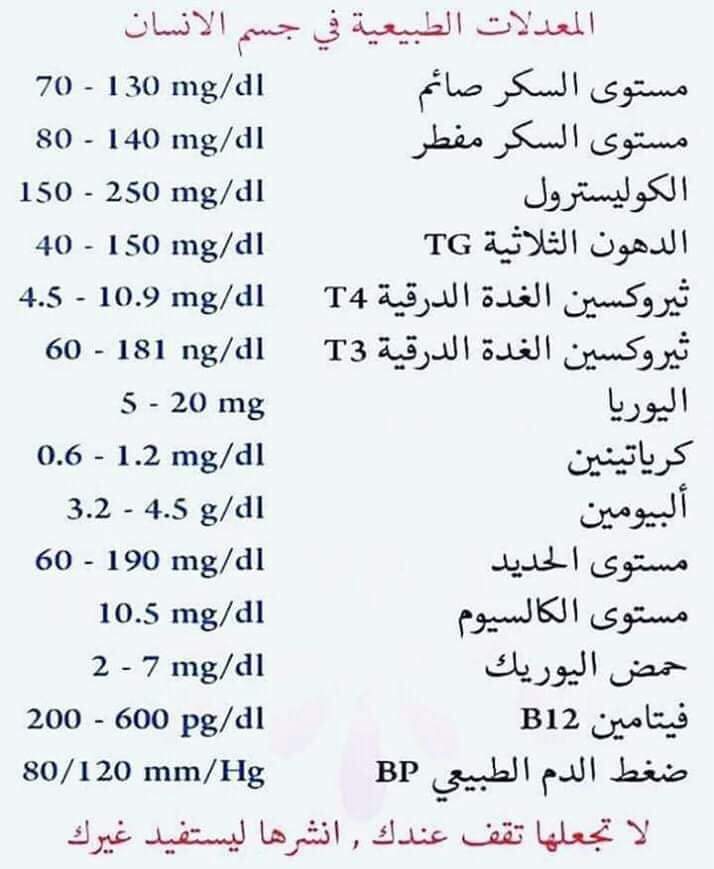 المعدلات الطبيعية في جسم الانسان
مستوى السكر صائم 70 - 130 mg/dl
مستوى السكر مفطر 80 - 140 mg/dl
الكوليسترول 150 - 250 mg/dl
الدهون الثلاثية TG 40 - 150 mg/dl
ثيروكسين الغدة الدرقية T4 4.5 - 10.9 mg/dl
ثيروكسين الغدة الدرقية T3 60 - 181 ng/dl
اليوريا 5 - 20 mg
كرياتينين 0.6 - 1.2 mg/dl
ألبيومين 3.2 - 4.5 g/dl
مستوى الحديد 60 - 190 mg/dl
مستوى الكالسيوم 10.5 mg/dl
حمض اليوريك 2 - 7 mg/dl
فيتامين B12 200 - 600 pg/dl
ضغط الدم الطبيعي BP 80/120 mm/Hg
لا تجعلها تقف عندك , انشرها ليستفيد غيرك